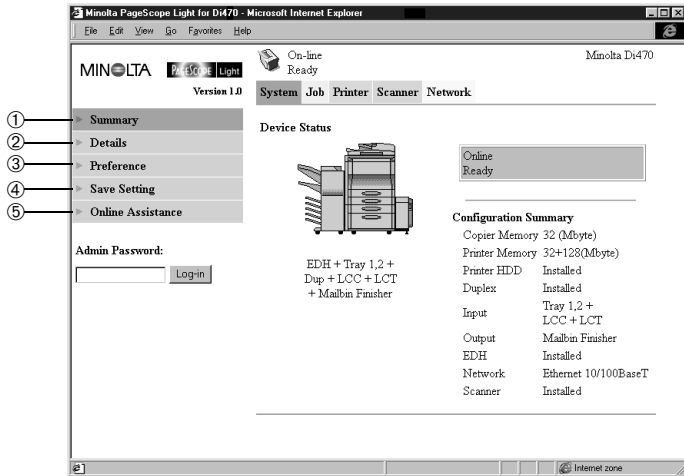 Minolta PageScope Light for Di470 - Microsoft Internet Explorer
File Edit View Go Favorites Help
MINOLTA PAGESCOPE Light
Version 1.0
On-line
Ready
Minolta Di470
System Job Printer Scanner Network
① Summary
② Details
③ Preference
④ Save Setting
⑤ Online Assistance
Admin Password:
Log-in
Device Status
EDH + Tray 1,2 +
Dup + LCC + LCT
+ Mailbin Finisher
Online
Ready
Configuration Summary
Copier Memory 32 (Mbyte)
Printer Memory 32+128(Mbyte)
Printer HDD Installed
Duplex Installed
Input Tray 1,2 +
LCC + LCT
Output Mailbin Finisher
EDH Installed
Network Ethernet 10/100BaseT
Scanner Installed
Internet zone